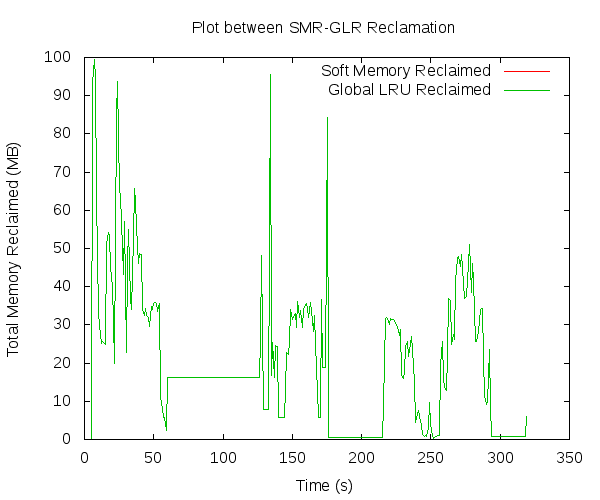 Plot between SMR-GLR Reclamation
Soft Memory Reclaimed
Global LRU Reclaimed
Total Memory Reclaimed (MB)
100
90
80
70
60
50
40
30
20
10
0
0 50 100 150 200 250 300 350
Time (s)